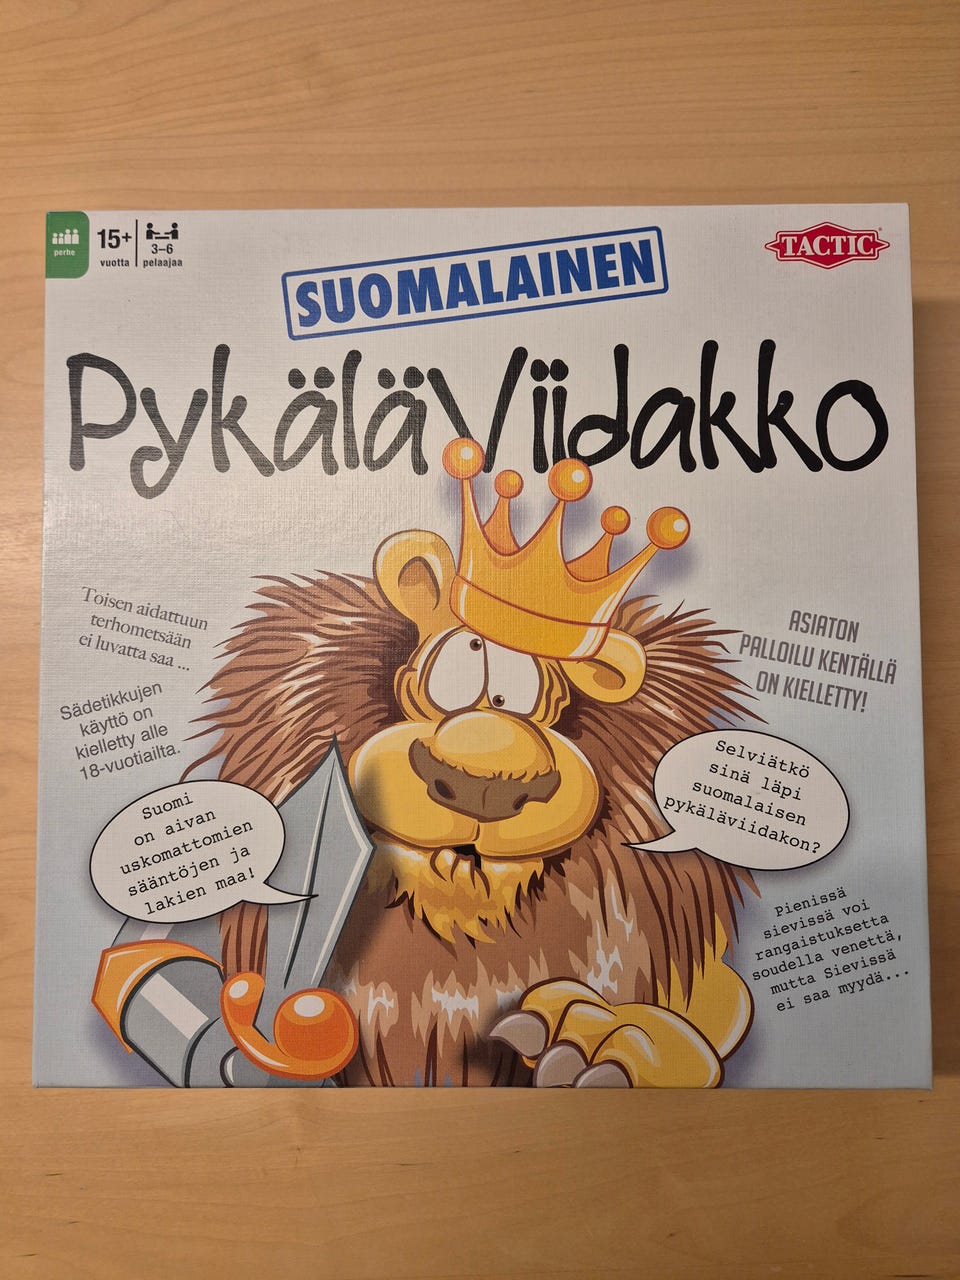 perhe
15+
vuotta
3–6
pelaajaa
SUOMALAINEN
TACTIC
PykäläViidakko
Toisen aidattuun
terhometsään
ei luvatta saa ...
Sädetikkujen
käyttö on
kielletty alle
18-vuotiailta.
ASIATON
PALLOILU KENTÄLLÄ
ON KIELLETTY!
Suomi
on aivan
uskomattomien
sääntöjen ja
lakien maa!
Selviätkö
sinä läpi
suomalaisen
pykäläviidakon?
Pienissä
sievissä voi
rangaistuksetta
soudella venettä,
mutta Sievissä
ei saa myydä...